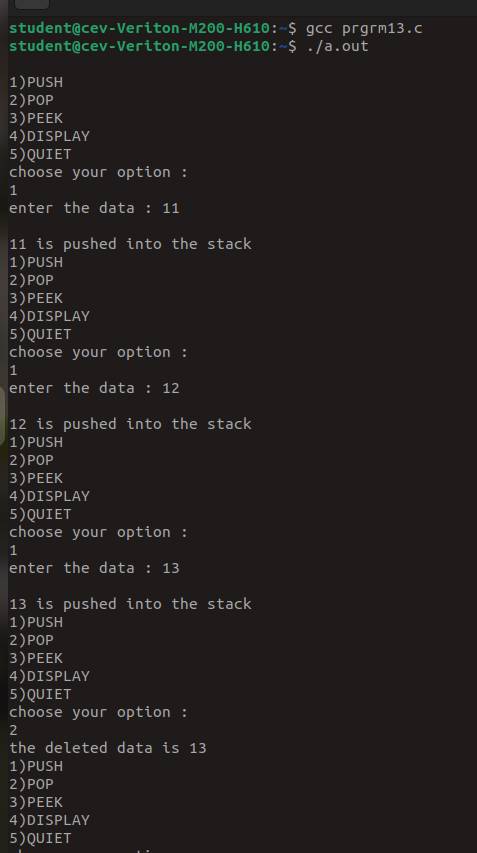 student@cev-Veriton-M200-H610:~$ gcc prgrm13.c
student@cev-Veriton-M200-H610:~$ ./a.out
1)PUSH
2)POP
3)PEEK
4)DISPLAY
5)QUIET
choose your option :
1
enter the data : 11
11 is pushed into the stack
1)PUSH
2)POP
3)PEEK
4)DISPLAY
5)QUIET
choose your option :
1
enter the data : 12
12 is pushed into the stack
1)PUSH
2)POP
3)PEEK
4)DISPLAY
5)QUIET
choose your option :
1
enter the data : 13
13 is pushed into the stack
1)PUSH
2)POP
3)PEEK
4)DISPLAY
5)QUIET
choose your option :
2
the deleted data is 13
1)PUSH
2)POP
3)PEEK
4)DISPLAY
5)QUIET